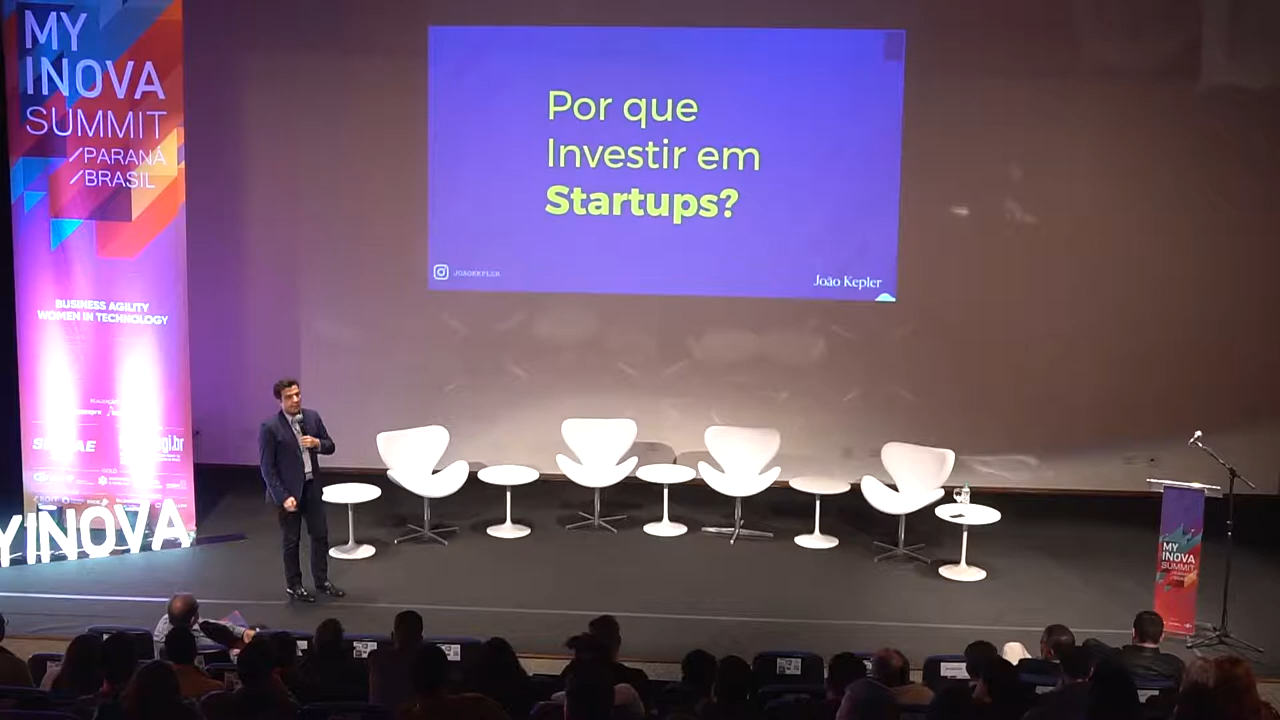 MY
INOVA
SUMMIT
/PARANÁ
/BRASIL
BUSINESS AGILITY
WOMEN IN TECHNOLOGY
Por que
Investir em
Startups?
JOAOKEPLER
João Kepler
YINOVA
MY
INOVA
SUMMIT